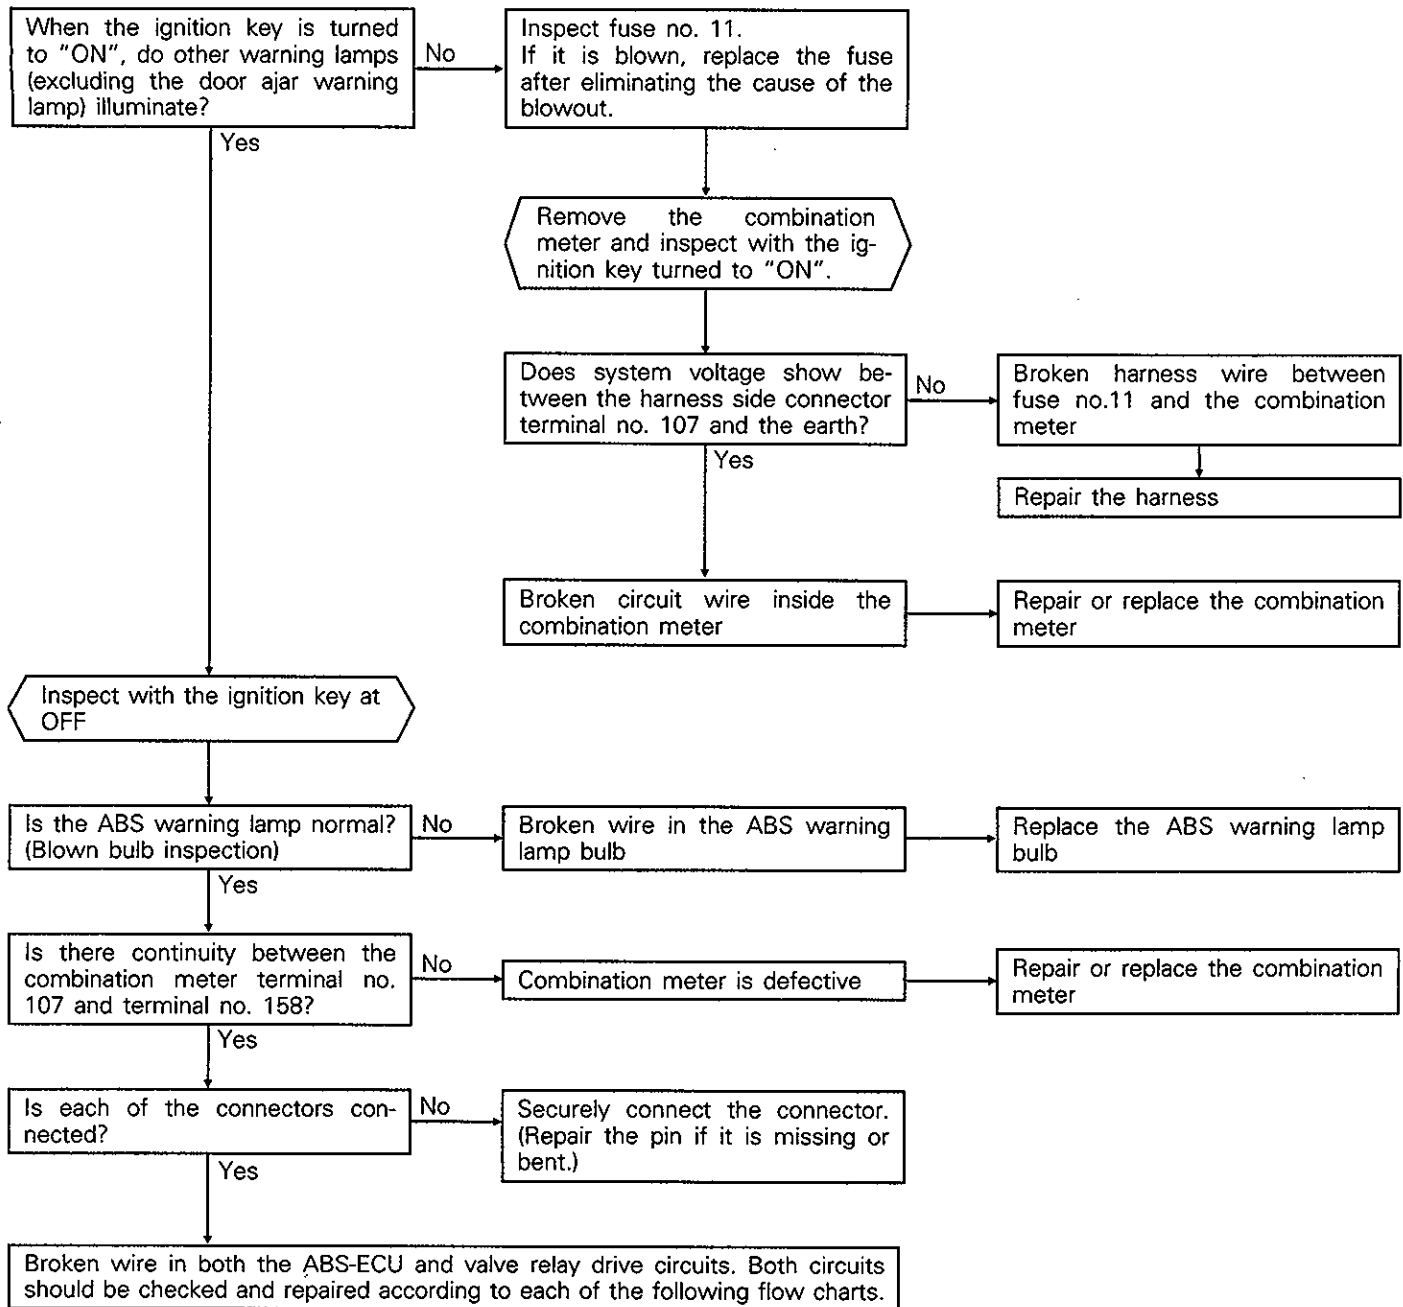 When the ignition key is turned
to "ON", do other warning lamps
(excluding the door ajar warning
lamp) illuminate?
No
Inspect fuse no. 11.
If it is blown, replace the fuse
after eliminating the cause of the
blowout.
Yes
Remove the combination
meter and inspect with the ig-
nition key turned to "ON".
Does system voltage show be-
tween the harness side connector
terminal no. 107 and the earth?
No
Broken harness wire between
fuse no.11 and the combination
meter
Yes
Repair the harness
Broken circuit wire inside the
combination meter
Repair or replace the combination
meter
Inspect with the ignition key at
OFF
Is the ABS warning lamp normal?
(Blown bulb inspection)
No
Broken wire in the ABS warning
lamp bulb
Replace the ABS warning lamp
bulb
Yes
Is there continuity between the
combination meter terminal no.
107 and terminal no. 158?
No
Combination meter is defective
Repair or replace the combination
meter
Yes
Is each of the connectors con-
nected?
No
Securely connect the connector.
(Repair the pin if it is missing or
bent.)
Yes
Broken wire in both the ABS-ECU and valve relay drive circuits. Both circuits
should be checked and repaired according to each of the following flow charts.